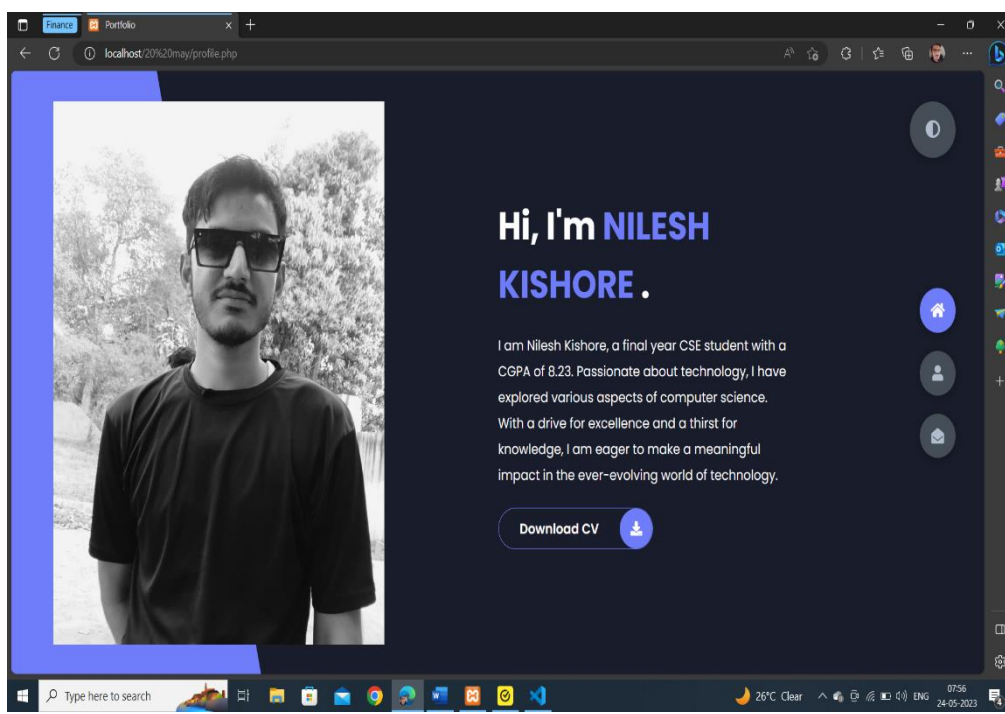 Finance
Portfolio
localhost/20%20may/profile.php
Hi, I'm NILESH
KISHORE .
I am Nilesh Kishore, a final year CSE student with a
CGPA of 8.23. Passionate about technology, I have
explored various aspects of computer science.
With a drive for excellence and a thirst for
knowledge, I am eager to make a meaningful
impact in the ever-evolving world of technology.
Download CV
Type here to search
26°C Clear
ENG
07:56
24-05-2023